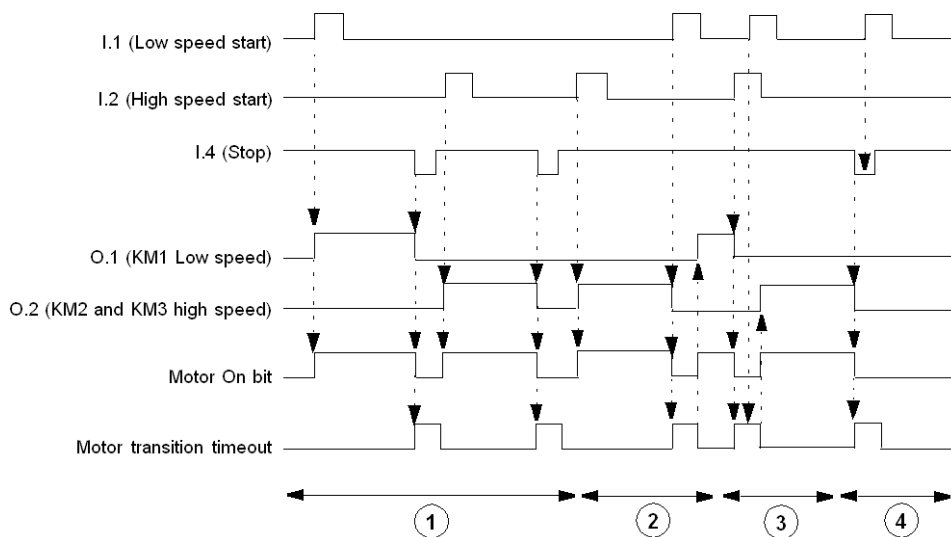 I.1 (Low speed start)
I.2 (High speed start)
I.4 (Stop)
O.1 (KM1 Low speed)
O.2 (KM2 and KM3 high speed)
Motor On bit
Motor transition timeout
1
2
3
4